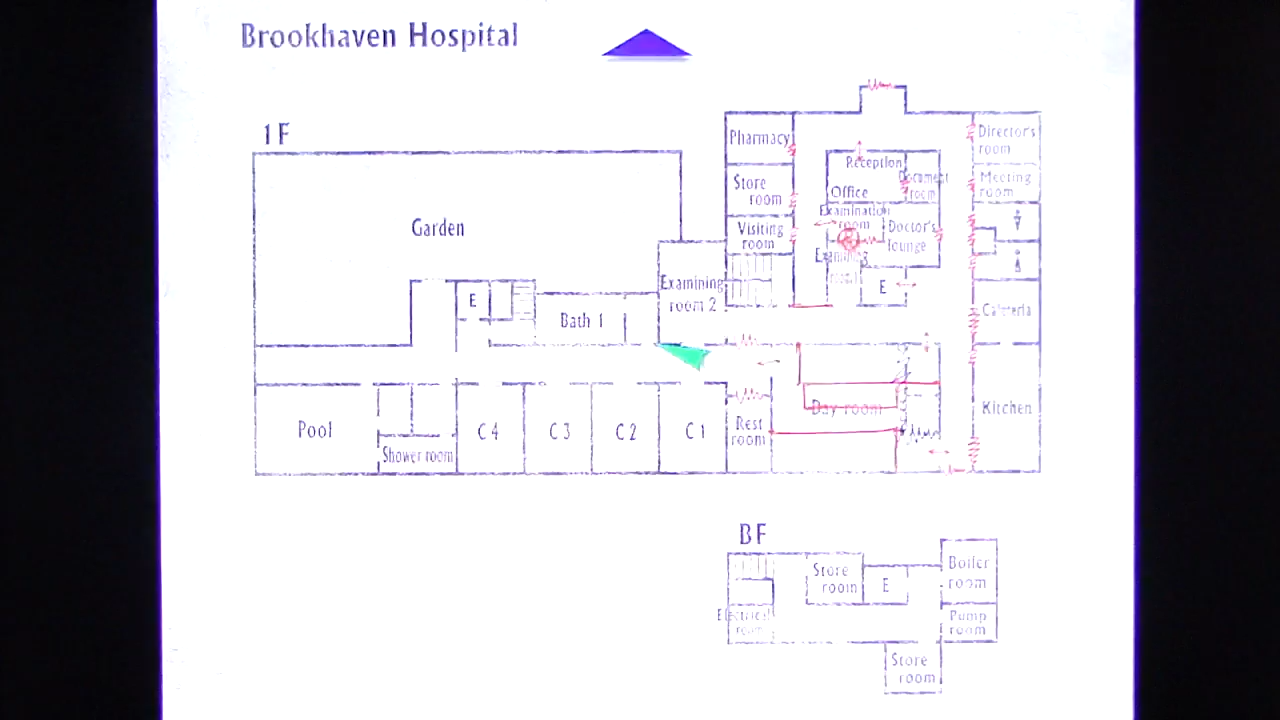 Brookhaven Hospital
1F
Pharmacy
Director's
room
Reception
Store
room
Office
Document
room
Meeting
room
Garden
Visiting
room
Examination
room
Doctor's
lounge
Examining
room 2
E
Bath 1
E
Cafeteria
Pool
Shower room
C4
C3
C2
C1
Rest
room
Day room
Kitchen
BF
Store
room
E
Boiler
room
Electrical
room
Pump
room
Store
room